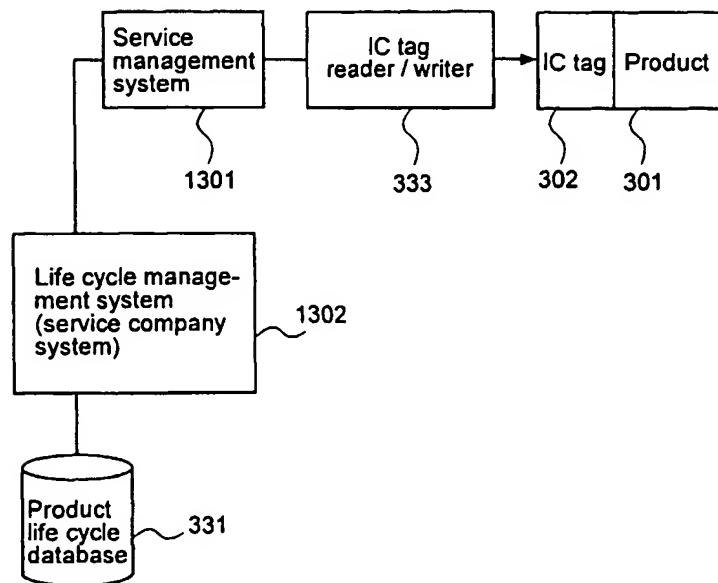 Service
management
system
IC tag
reader / writer
IC tag
Product
1301
333
302
301
Life cycle manage-
ment system
(service company
system)
1302
Product
life cycle
database
331